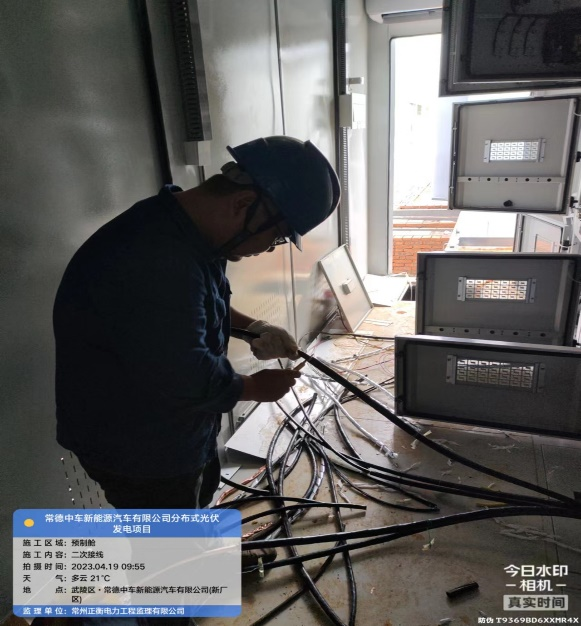 常德中车新能源汽车有限公司分布式光伏
发电项目
施工区域：预制舱
施工内容：二次接线
拍摄时间：2023.04.19 09:55
天　　气：多云 21℃
地　　点：武陵区·常德中车新能源汽车有限公司(新厂
区)
监理单位：常州正衡电力工程监理有限公司
今日水印
-相机-
真实时间
防伪 T9369BD6XXMR4X